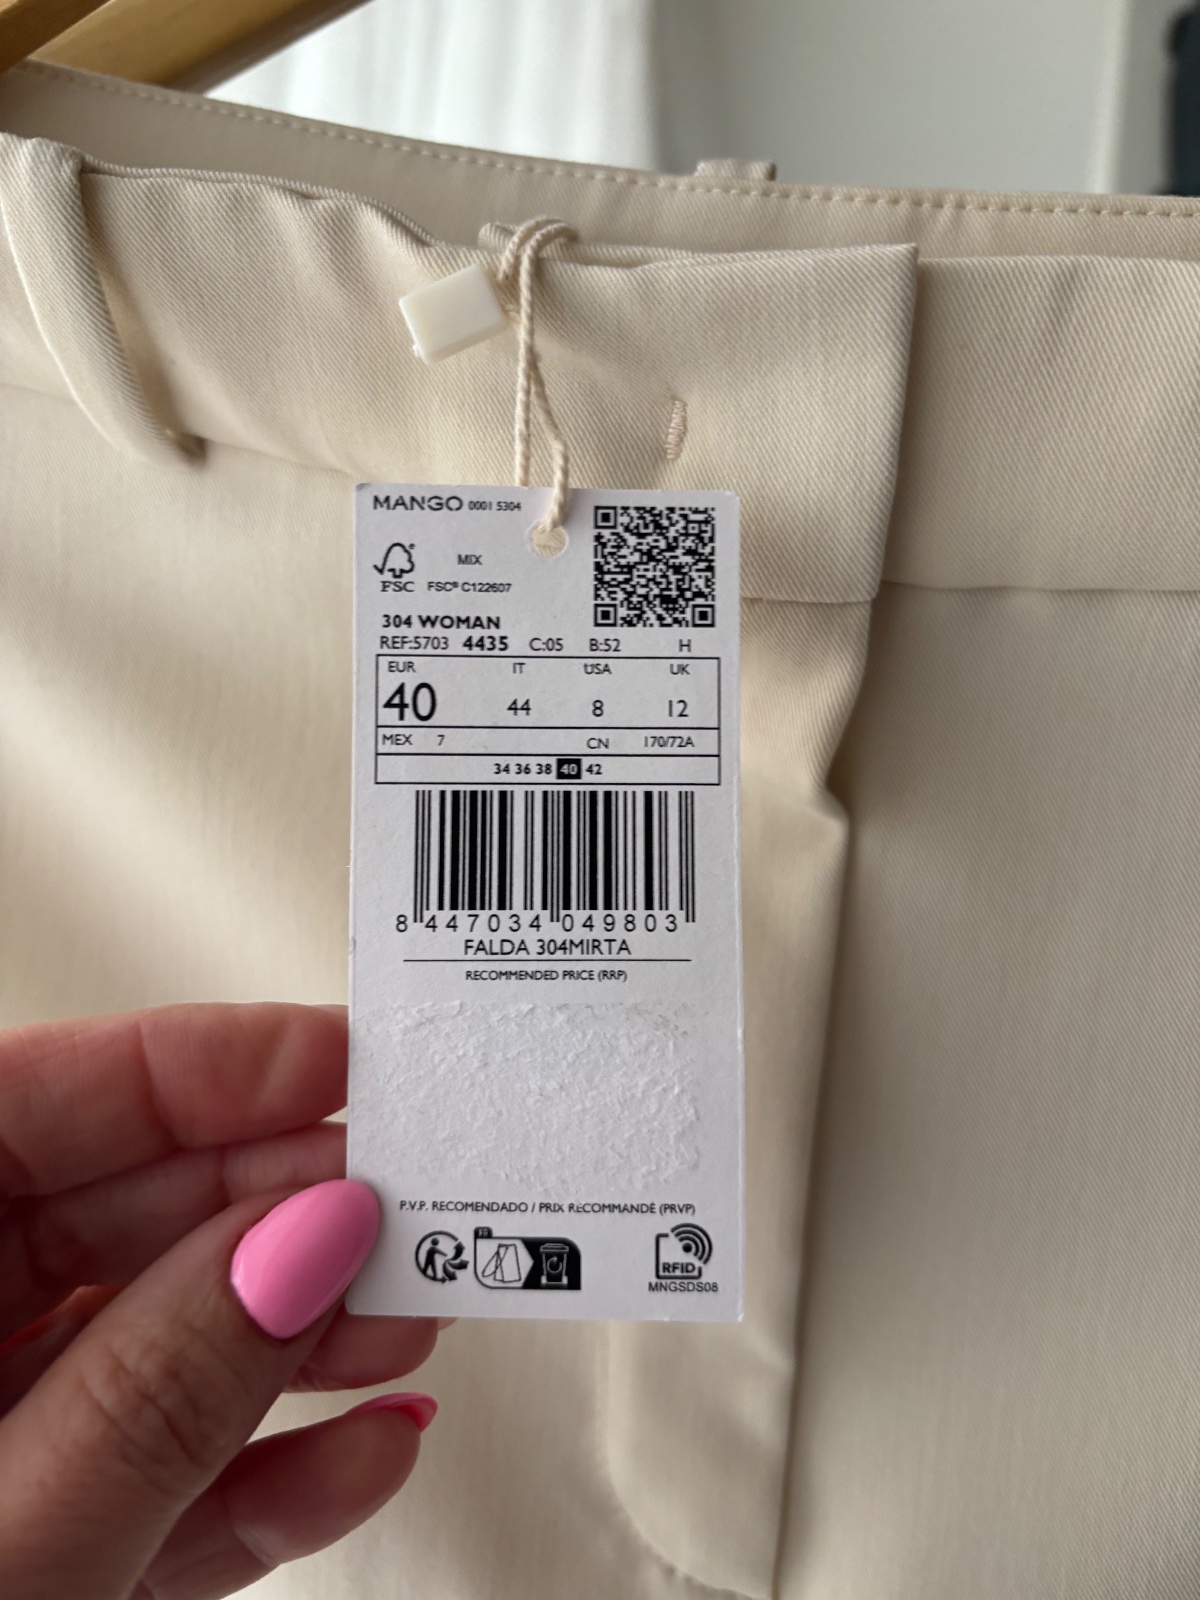 MANGO 0001 5304
MIX
FSC FSC® C122607
304 WOMAN
REF:5703 4435 C:05 B:52 H
EUR IT USA UK
40 44 8 12
MEX 7 CN 170/72A
34 36 38 40 42
8 447034 049803
FALDA 304MIRTA
RECOMMENDED PRICE (RRP)
P.V.P. RECOMENDADO / PRIX RECOMMANDÉ (PRVP)
FR
RFID
MNGSDS08